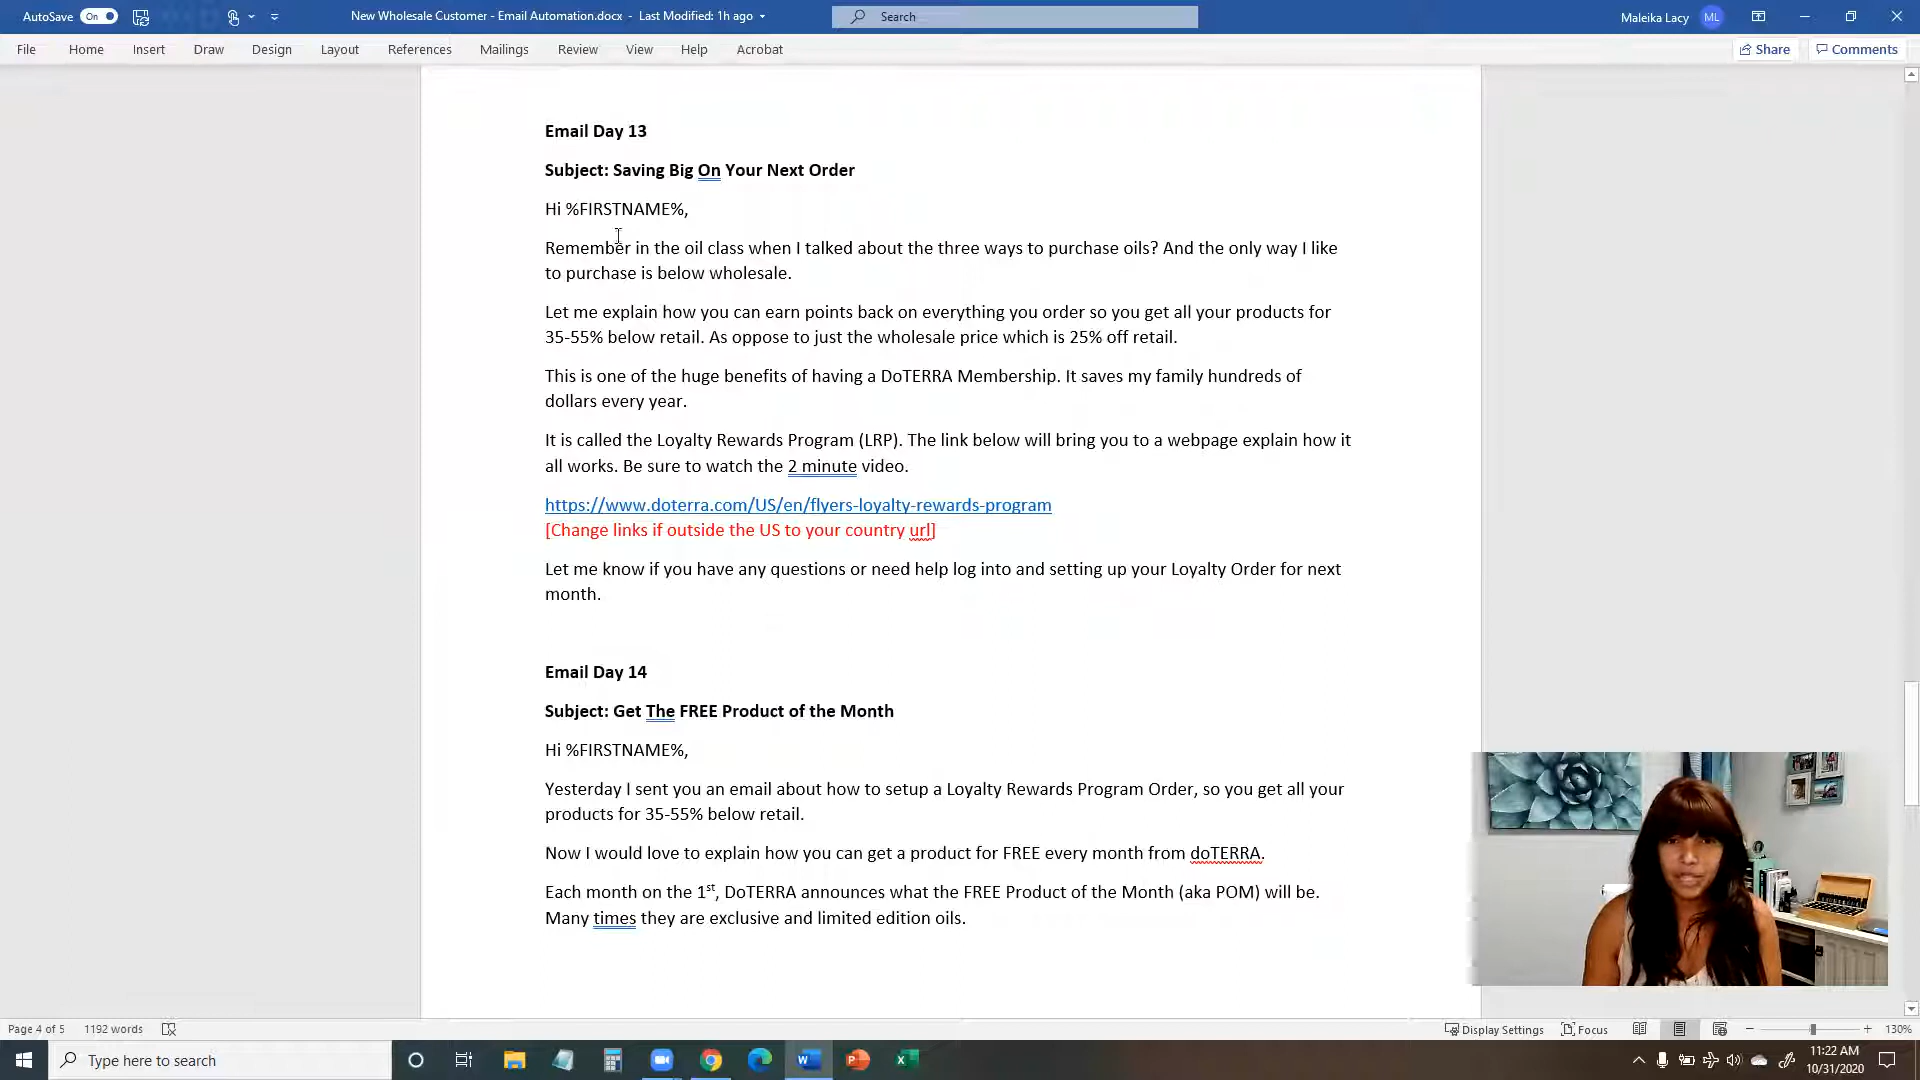 AutoSave On New Wholesale Customer - Email Automation.docx - Last Modified: 1h ago Search Maleika Lacy ML
File Home Insert Draw Design Layout References Mailings Review View Help Acrobat Share Comments
Email Day 13
Subject: Saving Big On Your Next Order
Hi %FIRSTNAME%,
Remember in the oil class when I talked about the three ways to purchase oils? And the only way I like
to purchase is below wholesale.
Let me explain how you can earn points back on everything you order so you get all your products for
35-55% below retail. As oppose to just the wholesale price which is 25% off retail.
This is one of the huge benefits of having a DoTERRA Membership. It saves my family hundreds of
dollars every year.
It is called the Loyalty Rewards Program (LRP). The link below will bring you to a webpage explain how it
all works. Be sure to watch the 2 minute video.
https://www.doterra.com/US/en/flyers-loyalty-rewards-program
[Change links if outside the US to your country url]
Let me know if you have any questions or need help log into and setting up your Loyalty Order for next
month.
Email Day 14
Subject: Get The FREE Product of the Month
Hi %FIRSTNAME%,
Yesterday I sent you an email about how to setup a Loyalty Rewards Program Order, so you get all your
products for 35-55% below retail.
Now I would love to explain how you can get a product for FREE every month from doTERRA.
Each month on the 1st, DoTERRA announces what the FREE Product of the Month (aka POM) will be.
Many times they are exclusive and limited edition oils.
Page 4 of 5 1192 words Display Settings Focus 130%
Type here to search 11:22 AM
10/31/2020